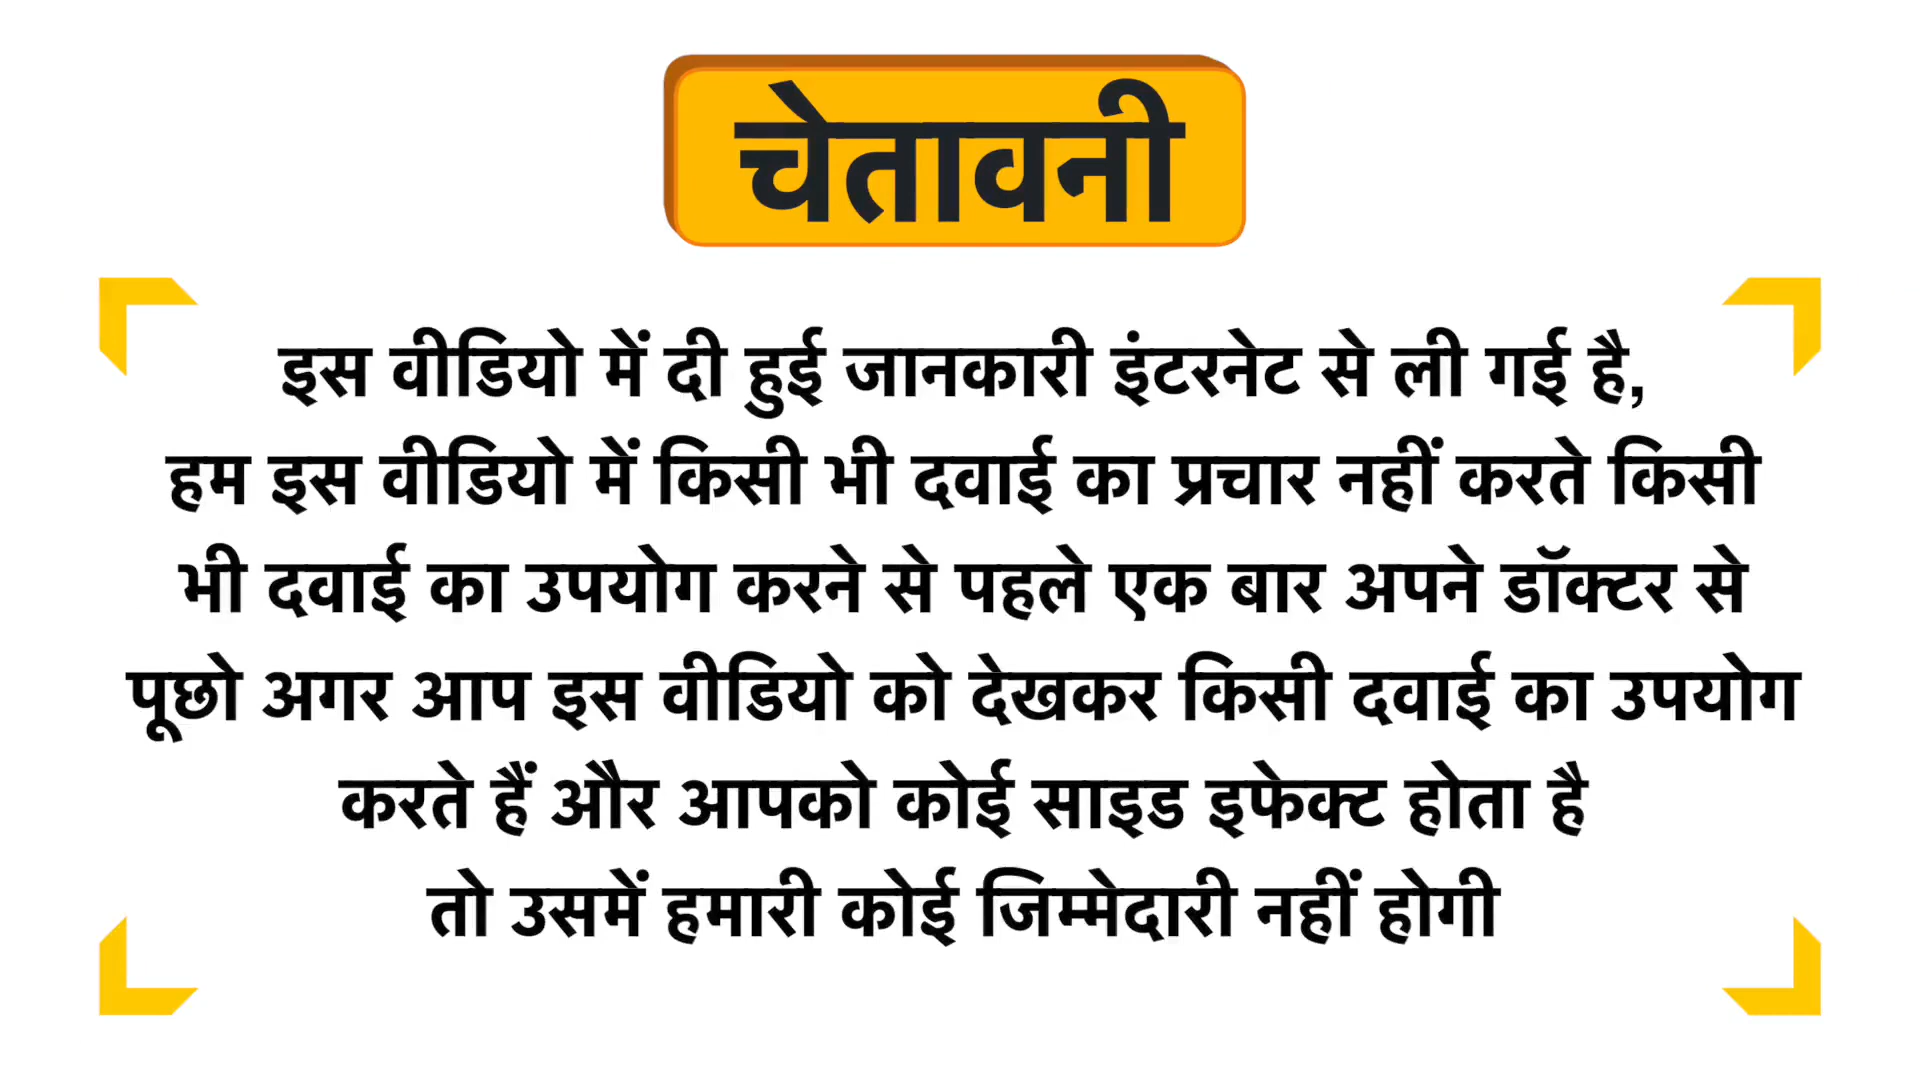 चेतावनी
इस वीडियो में दी हुई जानकारी इंटरनेट से ली गई है,
हम इस वीडियो में किसी भी दवाई का प्रचार नहीं करते किसी
भी दवाई का उपयोग करने से पहले एक बार अपने डॉक्टर से
पूछो अगर आप इस वीडियो को देखकर किसी दवाई का उपयोग
करते हैं और आपको कोई साइड इफेक्ट होता है
तो उसमें हमारी कोई जिम्मेदारी नहीं होगी